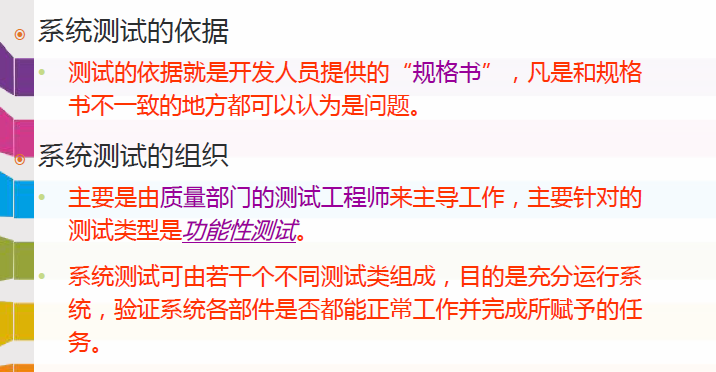 系统测试的依据
测试的依据就是开发人员提供的“规格书”，凡是和规格
书不一致的地方都可以认为是问题。
系统测试的组织
主要是由质量部门的测试工程师来主导工作，主要针对的
测试类型是功能性测试。
系统测试可由若干个不同测试类组成，目的是充分运行系
统，验证系统各部件是否都能正常工作并完成所赋予的任
务。